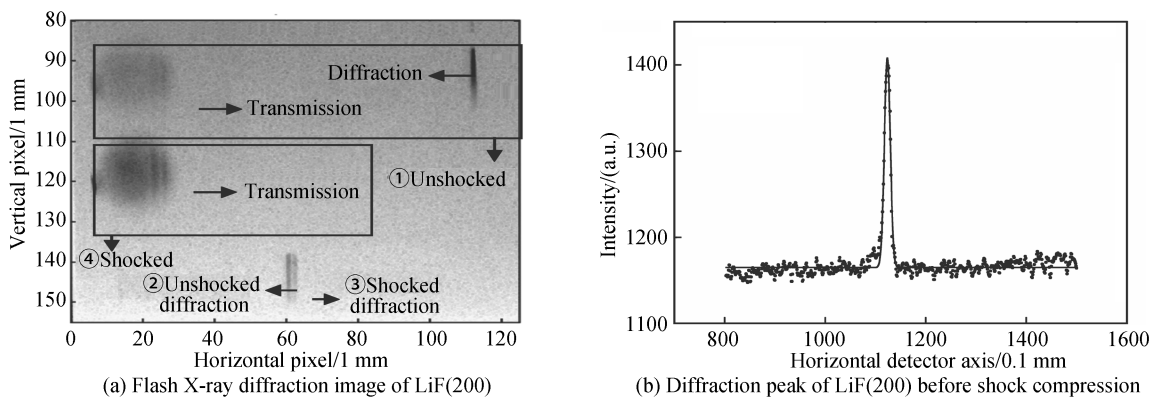 80
90
100
110
120
130
140
150
Vertical pixel/1 mm
Diffraction
Transmission
①Unshocked
Transmission
④Shocked
②Unshocked
diffraction
③Shocked
diffraction
0
20
40
60
80
100
120
Horizontal pixel/1 mm
(a) Flash X-ray diffraction image of LiF(200)
1400
1300
1200
1100
Intensity/(a.u.)
800
1000
1200
1400
1600
Horizontal detector axis/0.1 mm
(b) Diffraction peak of LiF(200) before shock compression